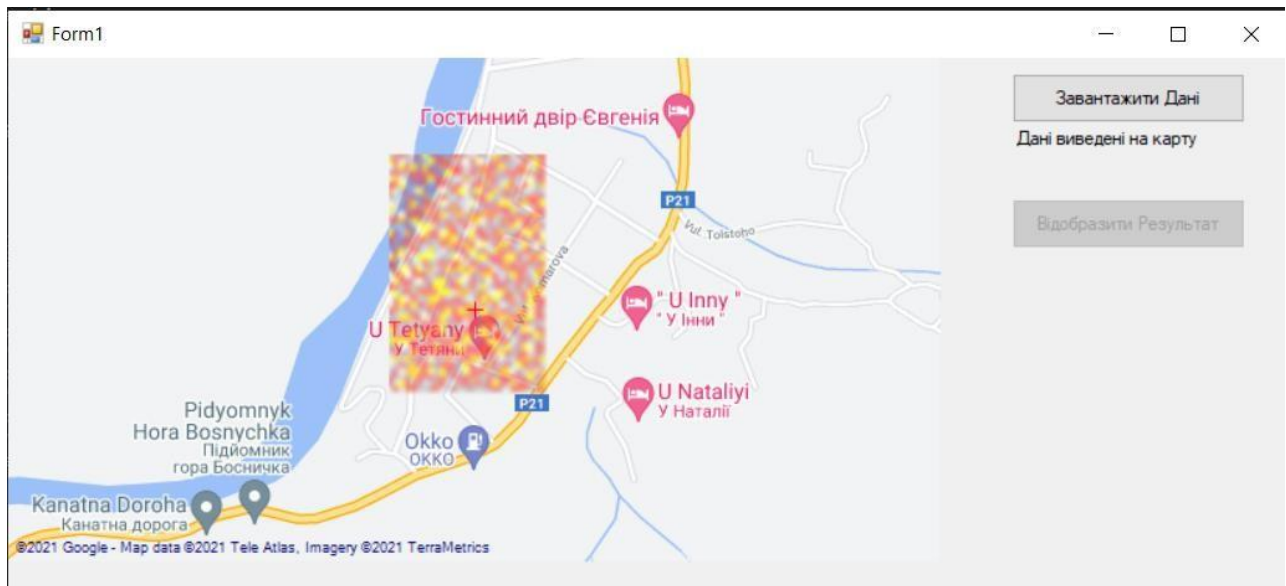 Form1
Завантажити Дані
Дані виведені на карту
Відобразити Результат
Гостинний двір Євгенія
P21
Vul. Tolstoho
" U Inny "
" У Інни "
U Tetyany
У Тетяни
U Nataliyi
У Наталії
P21
Pidyomnyk
Hora Bosnychka
Підйомник
гора Босничка
Okko
ОККО
Kanatna Doroha
Канатна дорога
©2021 Google - Map data ©2021 Tele Atlas, Imagery ©2021 TerraMetrics